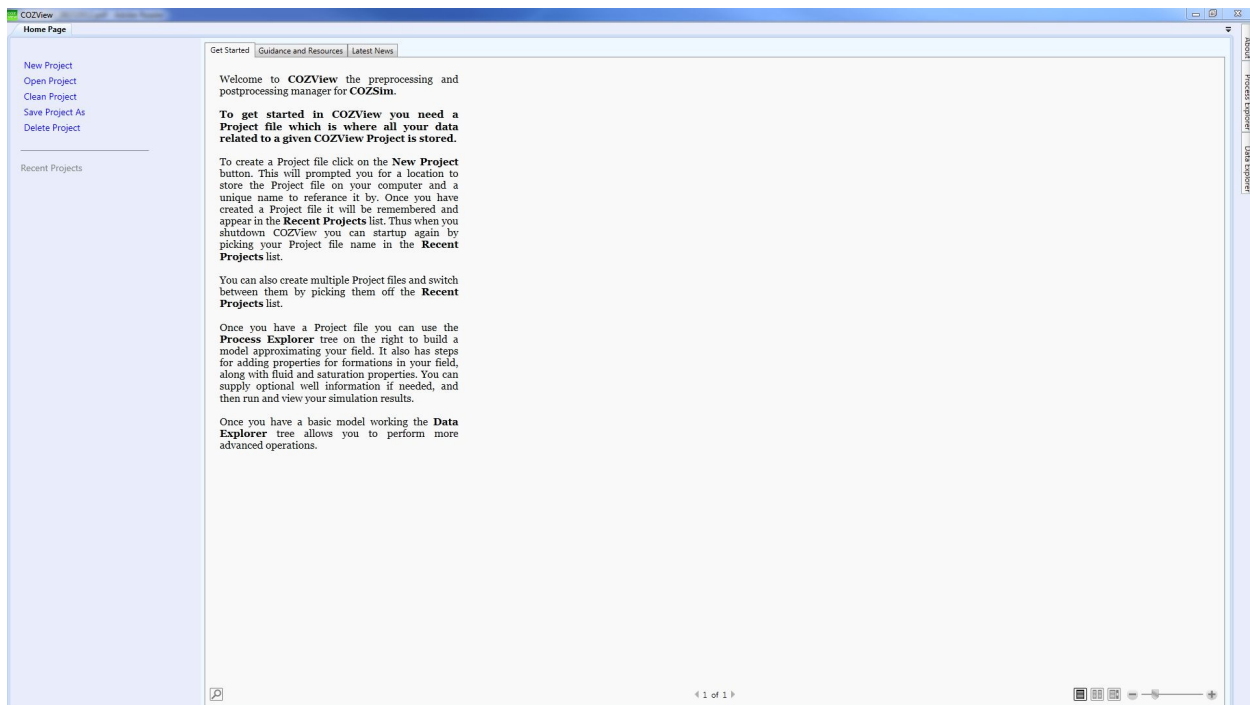 COZView
Home Page
New Project
Open Project
Clean Project
Save Project As
Delete Project
Recent Projects
Get Started
Guidance and Resources
Latest News
Welcome to COZView the preprocessing and
postprocessing manager for COZSim.
To get started in COZView you need a
Project file which is where all your data
related to a given COZView Project is stored.
To create a Project file click on the New Project
button. This will prompted you for a location to
store the Project file on your computer and a
unique name to referance it by. Once you have
created a Project file it will be remembered and
appear in the Recent Projects list. Thus when you
shutdown COZView you can startup again by
picking your Project file name in the Recent
Projects list.
You can also create multiple Project files and switch
between them by picking them off the Recent
Projects list.
Once you have a Project file you can use the
Process Explorer tree on the right to build a
model approximating your field. It also has steps
for adding properties for formations in your field,
along with fluid and saturation properties. You can
supply optional well information if needed, and
then run and view your simulation results.
Once you have a basic model working the Data
Explorer tree allows you to perform more
advanced operations.
1 of 1
About
Process Explorer
Data Explorer